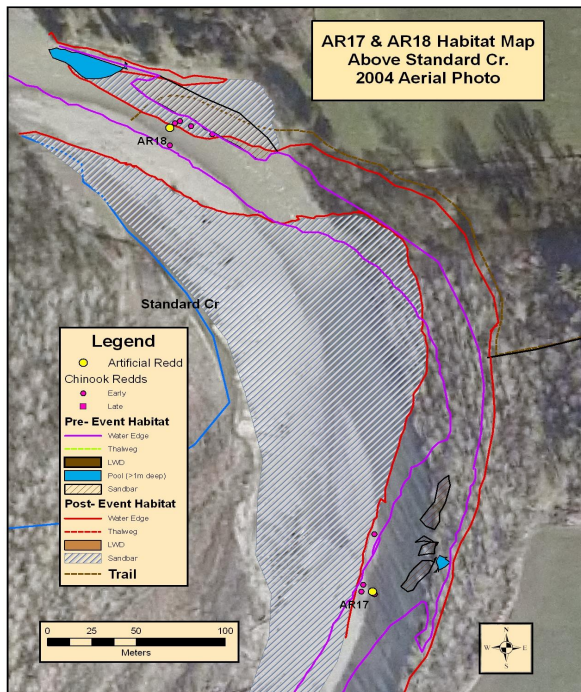 AR17 & AR18 Habitat Map
Above Standard Cr.
2004 Aerial Photo
AR18
Standard Cr
Legend
Artificial Redd
Chinook Redds
Early
Late
Pre- Event Habitat
Water Edge
Thalweg
LWD
Pool (>1m deep)
Sandbar
Post- Event Habitat
Water Edge
Thalweg
LWD
Sandbar
Trail
AR17
0 25 50 100
Meters
N
W E
S